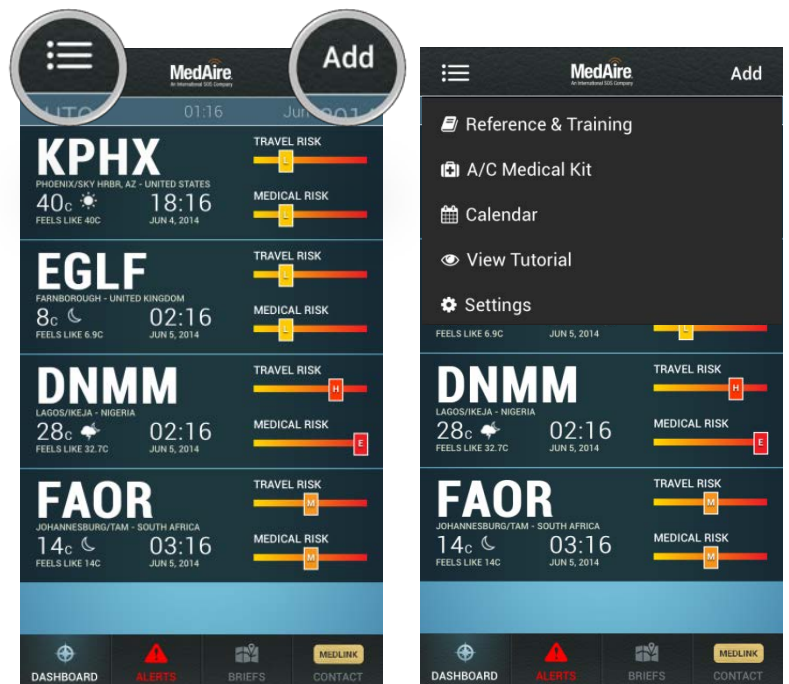 Add
MedAire
An International SOS Company
UTC 01:16 Jun 2014
KPHX
PHOENIX/SKY HRBR, AZ - UNITED STATES
40c 18:16
FEELS LIKE 40C JUN 4, 2014
TRAVEL RISK
L
MEDICAL RISK
L
EGLF
FARNBOROUGH - UNITED KINGDOM
8c 02:16
FEELS LIKE 6.9C JUN 5, 2014
TRAVEL RISK
L
MEDICAL RISK
L
DNMM
LAGOS/IKEJA - NIGERIA
28c 02:16
FEELS LIKE 32.7C JUN 5, 2014
TRAVEL RISK
H
MEDICAL RISK
E
FAOR
JOHANNESBURG/TAM - SOUTH AFRICA
14c 03:16
FEELS LIKE 14C JUN 5, 2014
TRAVEL RISK
M
MEDICAL RISK
M
MEDLINK
DASHBOARD ALERTS BRIEFS CONTACT
MedAire
An International SOS Company
Add
Reference & Training
A/C Medical Kit
Calendar
View Tutorial
Settings
FEELS LIKE 6.9C JUN 5, 2014
L
DNMM
LAGOS/IKEJA - NIGERIA
28c 02:16
FEELS LIKE 32.7C JUN 5, 2014
TRAVEL RISK
H
MEDICAL RISK
E
FAOR
JOHANNESBURG/TAM - SOUTH AFRICA
14c 03:16
FEELS LIKE 14C JUN 5, 2014
TRAVEL RISK
M
MEDICAL RISK
M
MEDLINK
DASHBOARD ALERTS BRIEFS CONTACT